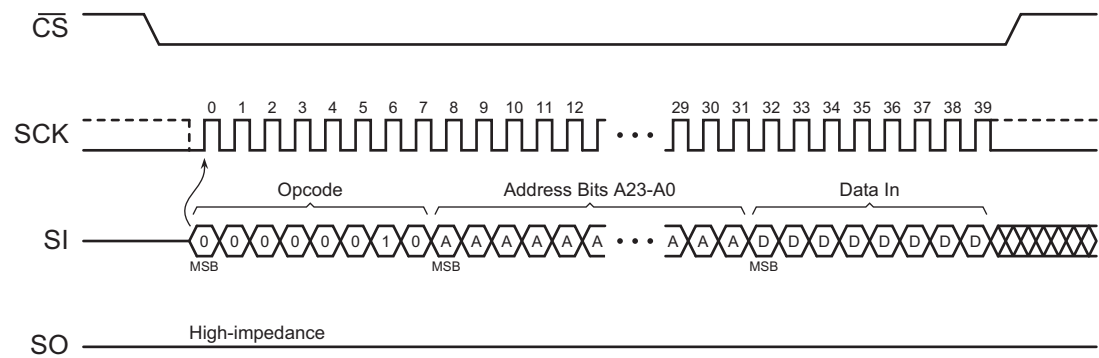 CS
0 1 2 3 4 5 6 7 8 9 10 11 12 29 30 31 32 33 34 35 36 37 38 39
SCK
Opcode Address Bits A23-A0 Data In
SI 0 0 0 0 0 0 1 0 A A A A A A A A A D D D D D D D D
MSB MSB MSB
High-impedance
SO